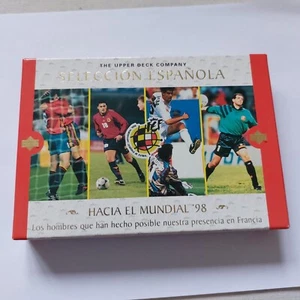 THE UPPER DECK COMPANY
SELECCIÓN ESPAÑOLA
HACIA EL MUNDIAL '98
Los hombres que han hecho posible nuestra presencia en Francia